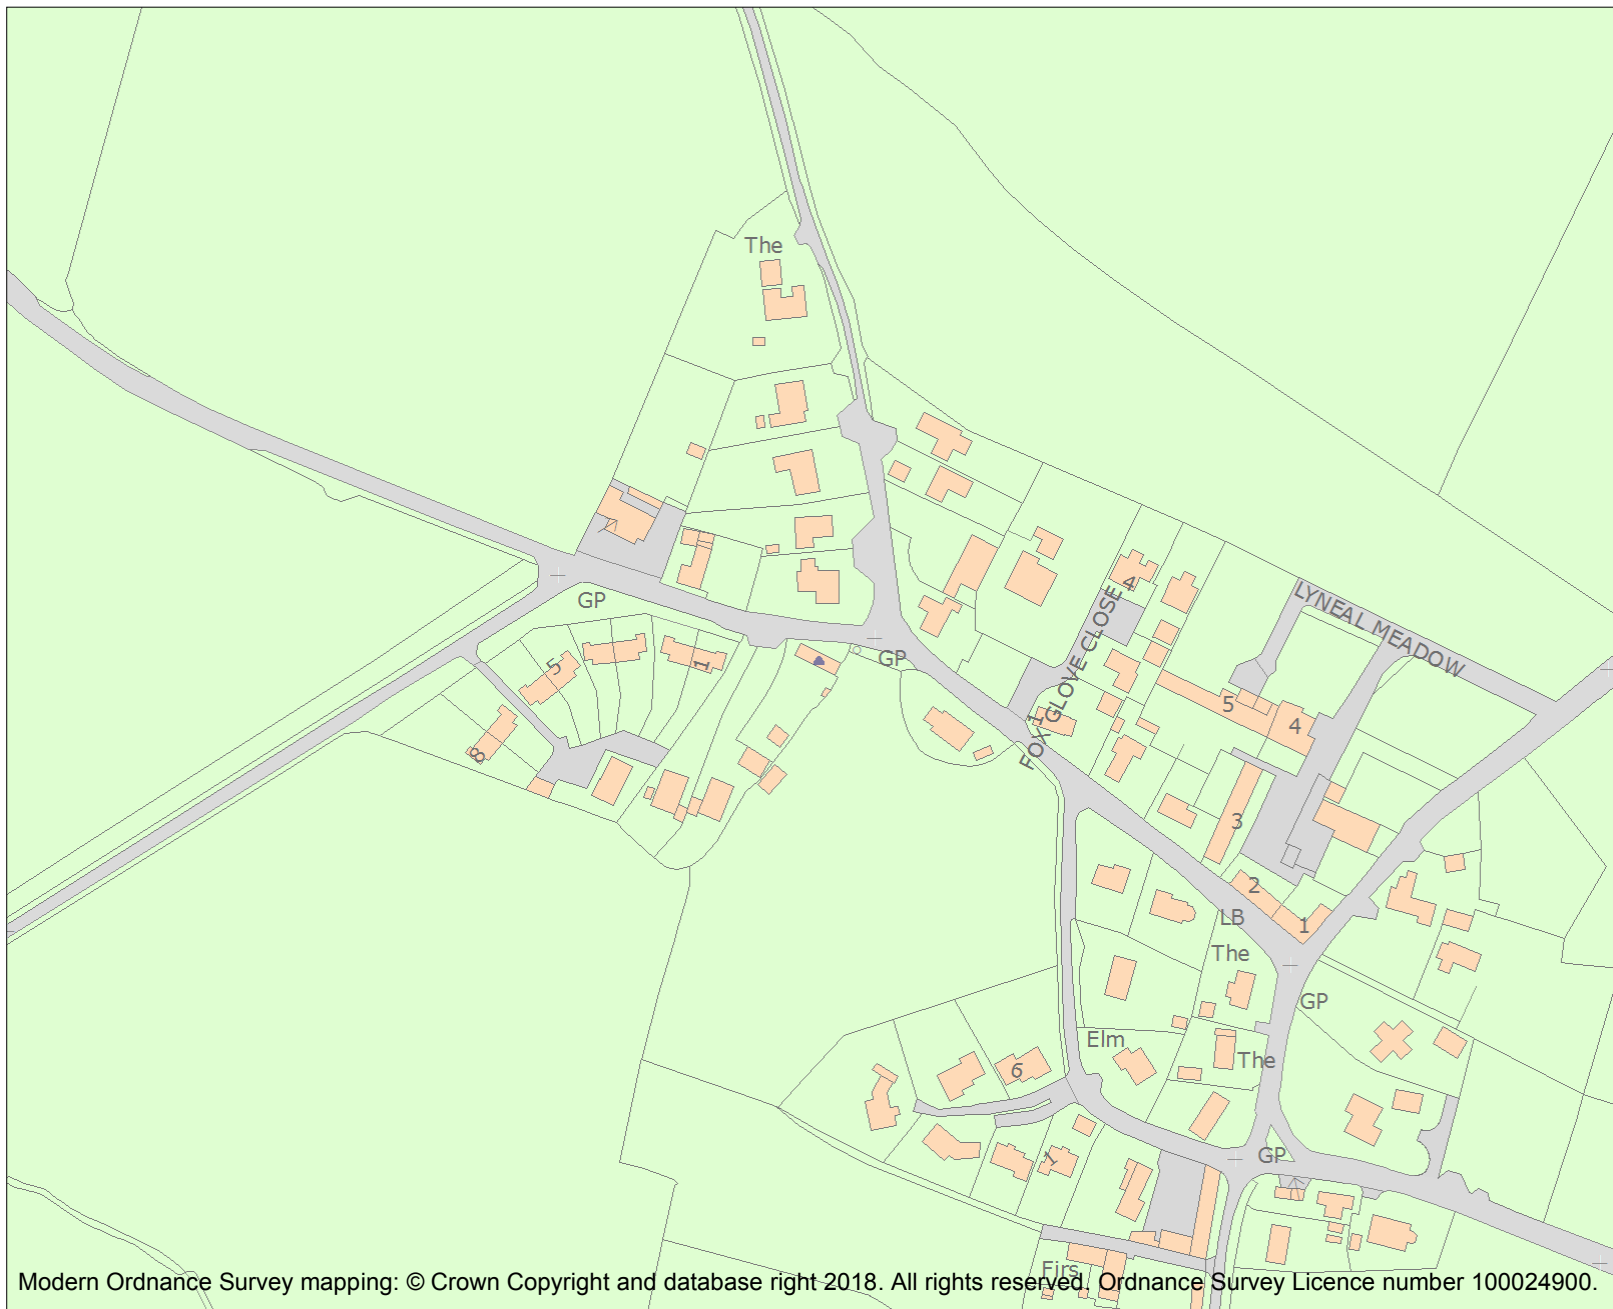 The
GP
GP
5
1
8
FOXGLOVE CLOSE
4
1
LYNEAL MEADOW
5
4
3
2
1
LB
The
GP
Elm
The
6
1
GP
Firs
Modern Ordnance Survey mapping: © Crown Copyright and database right 2018. All rights reserved. Ordnance Survey Licence number 100024900.